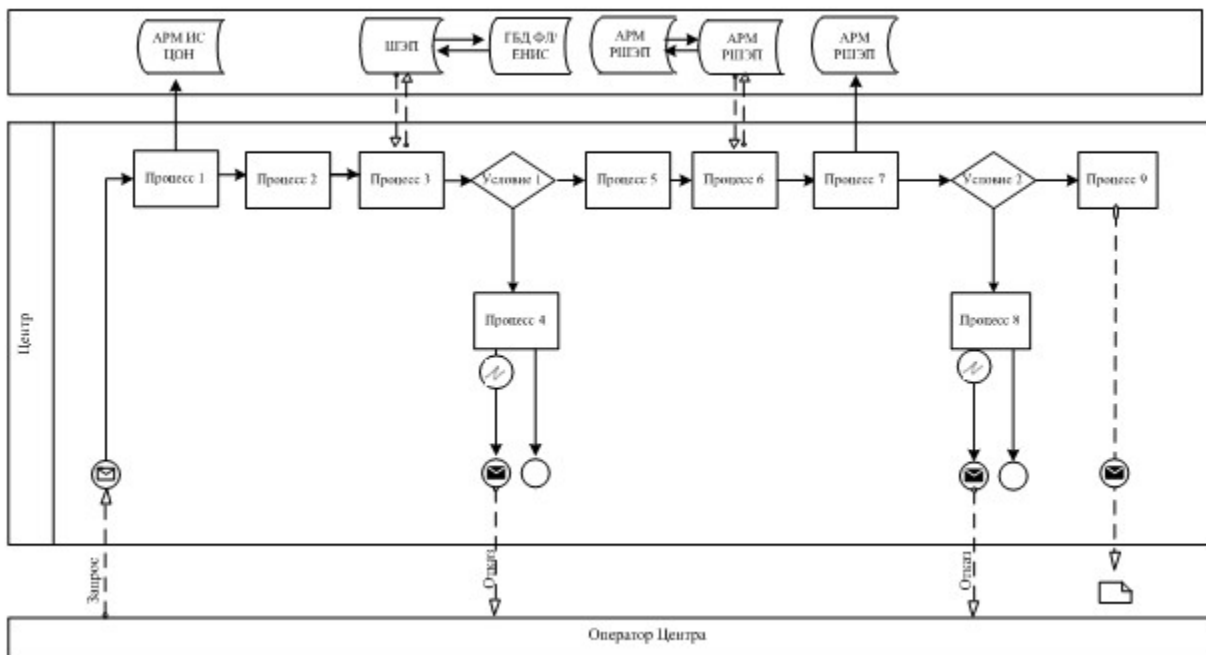 АРМ ИС
ЦОН
ШЭП
ГБД ФЛ/
ЕНИС
АРМ
РШЭП
АРМ
РШЭП
АРМ
РШЭП
Процесс 1
Процесс 2
Процесс 3
Условие 1
Процесс 5
Процесс 6
Процесс 7
Условие 2
Процесс 9
Процесс 4
Процесс 8
Центр
Запрос
Отказ
Отказ
Оператор Центра